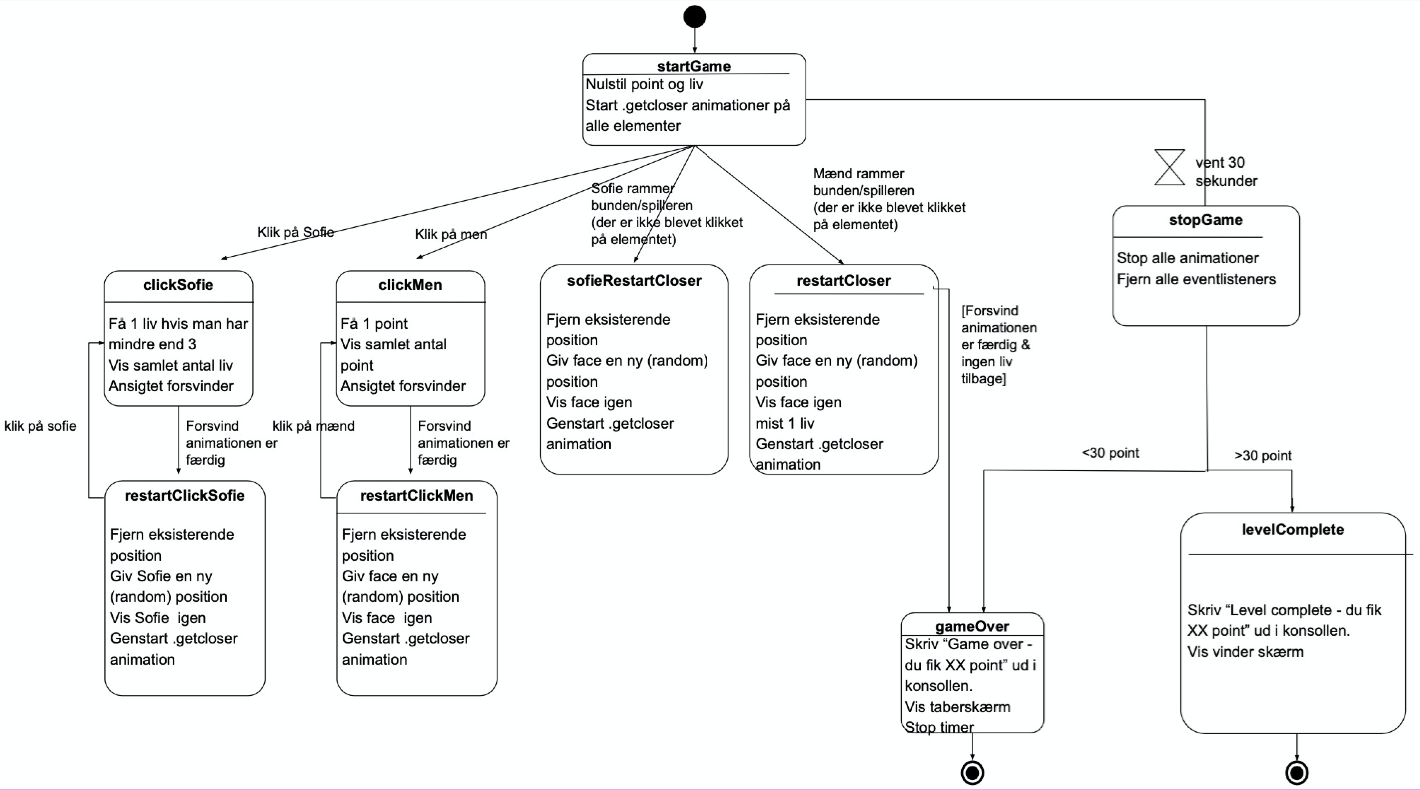 startGame
Nulstil point og liv
Start .getcloser animationer på
alle elementer
vent 30
sekunder
Klik på Sofie
Klik på men
Sofie rammer
bunden/spilleren
(der er ikke blevet klikket
på elementet)
Mænd rammer
bunden/spilleren
(der er ikke blevet klikket
på elementet)
stopGame
Stop alle animationer
Fjern alle eventlisteners
clickSofie
Få 1 liv hvis man har
mindre end 3
Vis samlet antal liv
Ansigtet forsvinder
clickMen
Få 1 point
Vis samlet antal
point
Ansigtet forsvinder
sofieRestartCloser
Fjern eksisterende
position
Giv face en ny (random)
position
Vis face igen
Genstart .getcloser
animation
restartCloser
Fjern eksisterende
position
Giv face en ny (random)
position
Vis face igen
mist 1 liv
Genstart .getcloser
animation
[Forsvind
animationen
er færdig &
ingen liv
tilbage]
klik på sofie
Forsvind
animationen er
færdig
klik på mænd
Forsvind
animationen er
færdig
<30 point
>30 point
restartClickSofie
Fjern eksisterende
position
Giv Sofie en ny
(random) position
Vis Sofie igen
Genstart .getcloser
animation
restartClickMen
Fjern eksisterende
position
Giv face en ny
(random) position
Vis face igen
Genstart .getcloser
animation
gameOver
Skriv “Game over -
du fik XX point” ud i
konsollen.
Vis taberskærm
Stop timer
levelComplete
Skriv “Level complete - du fik
XX point” ud i konsollen.
Vis vinder skærm